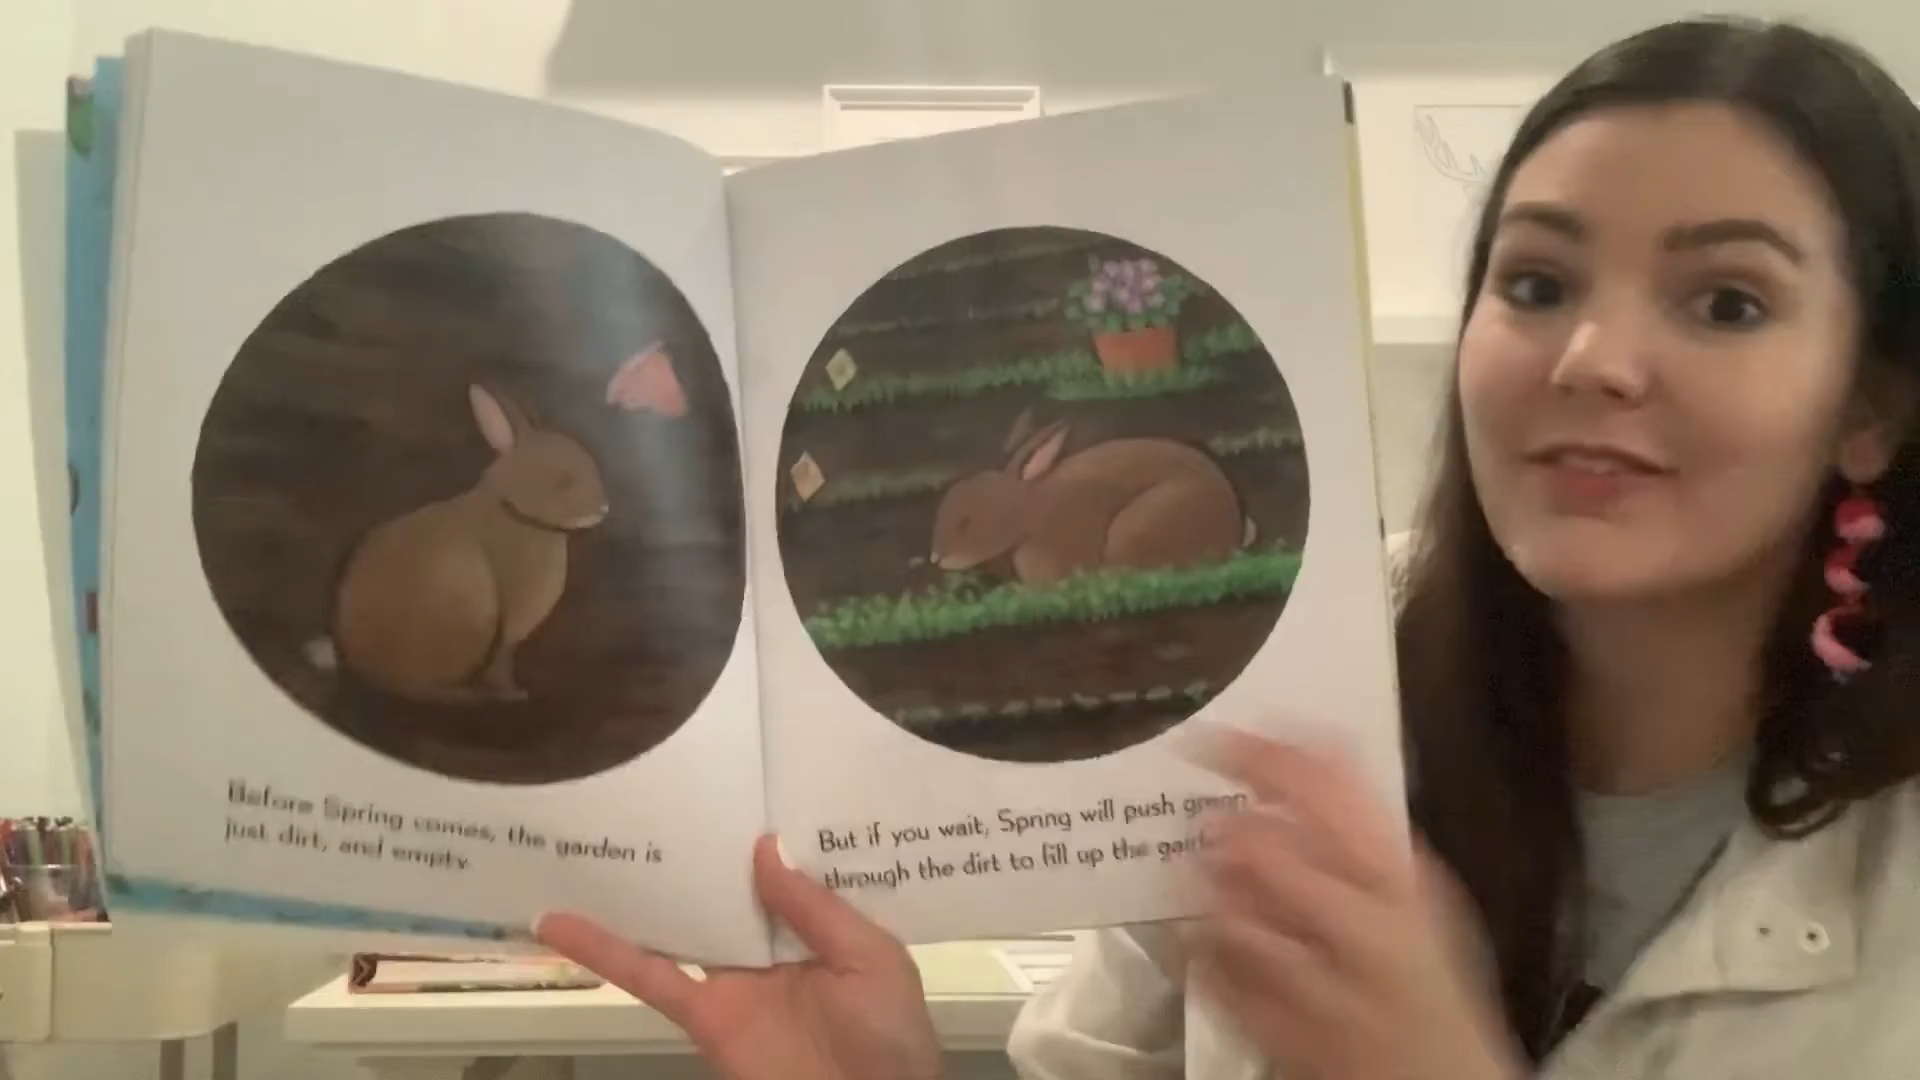 Before Spring comes, the garden is
just dirt, and empty.
But if you wait, Spring will push green
through the dirt to fill up the